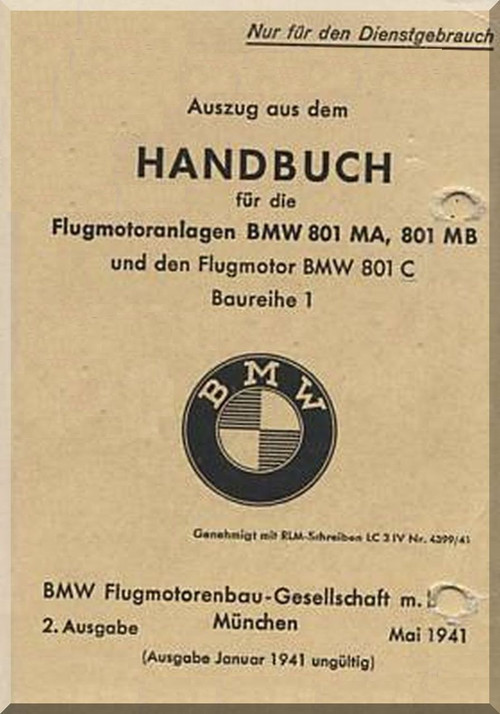 Nur für den Dienstgebrauch
Auszug aus dem
HANDBUCH
für die
Flugmotoranlagen BMW 801 MA, 801 MB
und den Flugmotor BMW 801 C
Baureihe 1
BMW
Genehmigt mit RLM-Schreiben LC 3 IV Nr. 4399/41
BMW Flugmotorenbau-Gesellschaft m.
München
2. Ausgabe Mai 1941
(Ausgabe Januar 1941 ungültig)